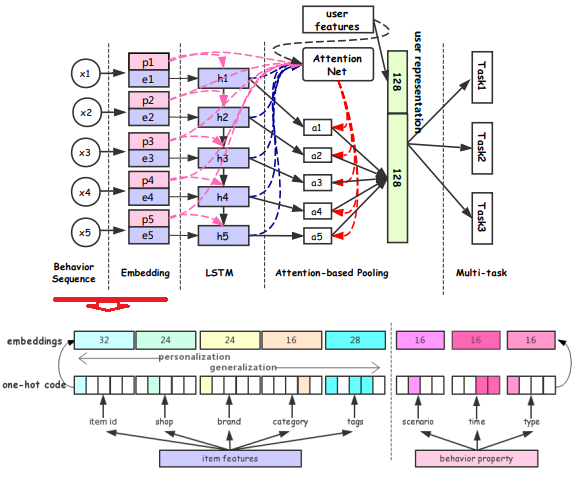 user
features
Attention
Net
user representation
128
128
x1
x2
x3
x4
x5
p1
e1
p2
e2
p3
e3
p4
e4
p5
e5
h1
h2
h3
h4
h5
a1
a2
a3
a4
a5
Task1
Task2
Task3
Behavior
Sequence
Embedding
LSTM
Attention-based Pooling
Multi-task
embeddings
32
24
24
16
28
16
16
16
personalization
generalization
one-hot code
item id
shop
brand
category
tags
scenario
time
type
item features
behavior property